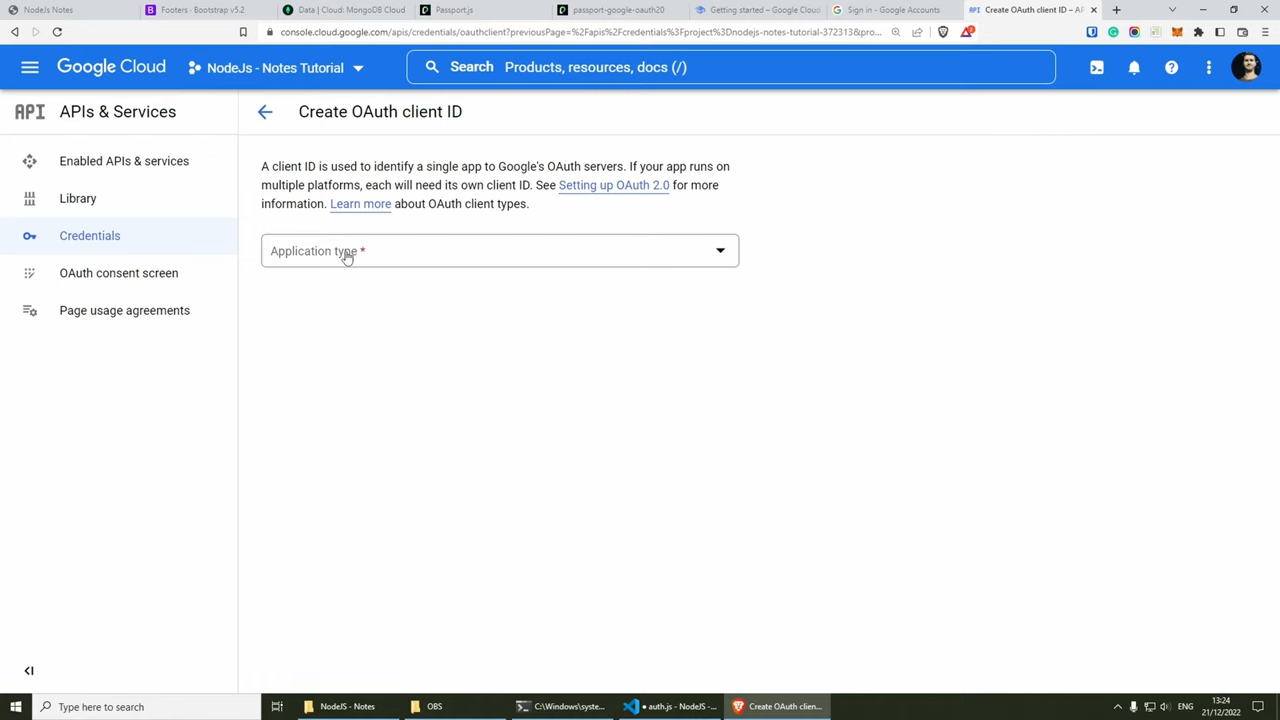 NodeJs Notes
Footers · Bootstrap v5.2
Data | Cloud: MongoDB Cloud
Passport.js
passport-google-oauth20
Getting started – Google Cloud
Sign in - Google Accounts
API Create OAuth client ID – AP
console.cloud.google.com/apis/credentials/oauthclient?previousPage=%2Fapis%2Fcredentials%3Fproject%3Dnodejs-notes-tutorial-372313&pro...
Google Cloud
NodeJs - Notes Tutorial
Search Products, resources, docs (/)
API APIs & Services
Create OAuth client ID
Enabled APIs & services
Library
Credentials
OAuth consent screen
Page usage agreements
A client ID is used to identify a single app to Google's OAuth servers. If your app runs on
multiple platforms, each will need its own client ID. See Setting up OAuth 2.0 for more
information. Learn more about OAuth client types.
Application type *
Type here to search
NodeJS - Notes
OBS
C:\Windows\syste...
● auth.js - NodeJS -...
Create OAuth clien...
ENG
13:24
21/12/2022